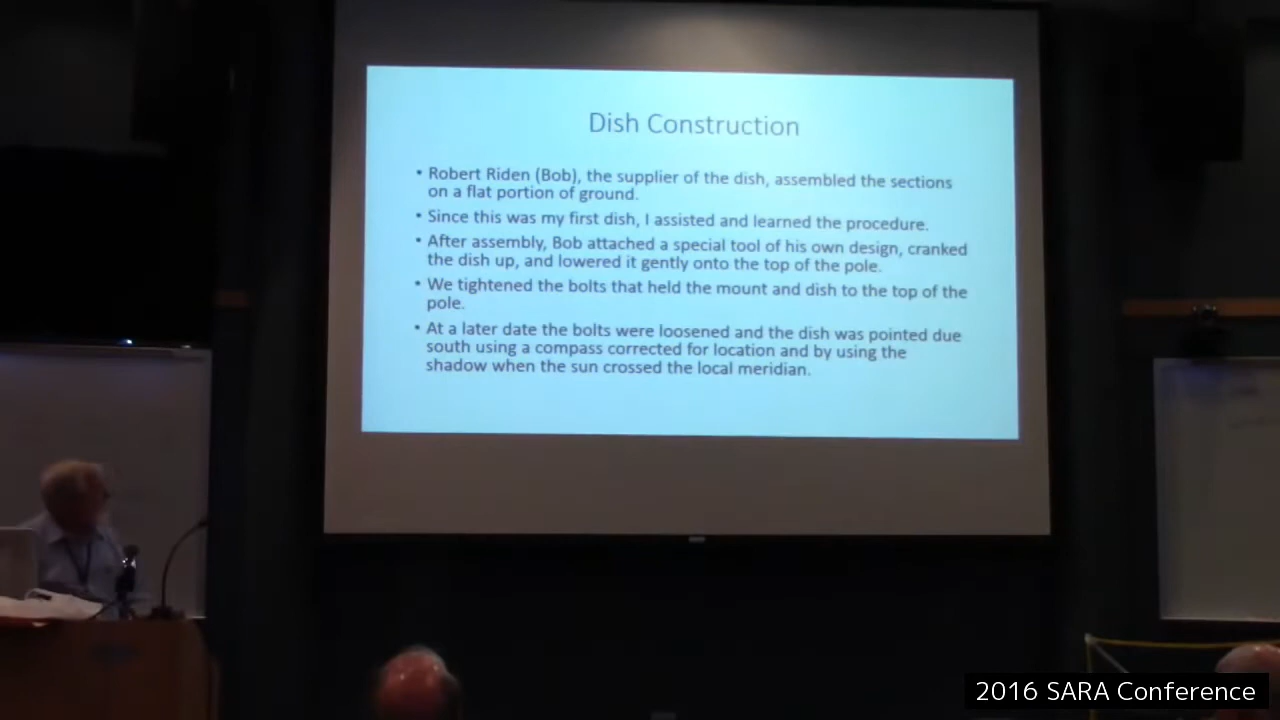 Dish Construction
• Robert Riden (Bob), the supplier of the dish, assembled the sections
on a flat portion of ground.
• Since this was my first dish, I assisted and learned the procedure.
• After assembly, Bob attached a special tool of his own design, cranked
the dish up, and lowered it gently onto the top of the pole.
• We tightened the bolts that held the mount and dish to the top of the
pole.
• At a later date the bolts were loosened and the dish was pointed due
south using a compass corrected for location and by using the
shadow when the sun crossed the local meridian.
2016 SARA Conference